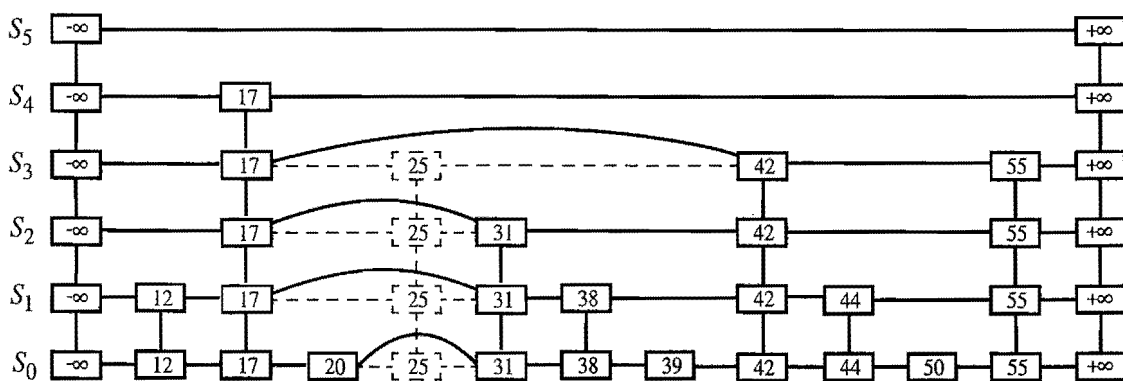 S5 -∞ +∞
S4 -∞ 17 +∞
S3 -∞ 17 25 42 55 +∞
S2 -∞ 17 25 31 42 55 +∞
S1 -∞ 12 17 25 31 38 42 44 55 +∞
S0 -∞ 12 17 20 25 31 38 39 42 44 50 55 +∞